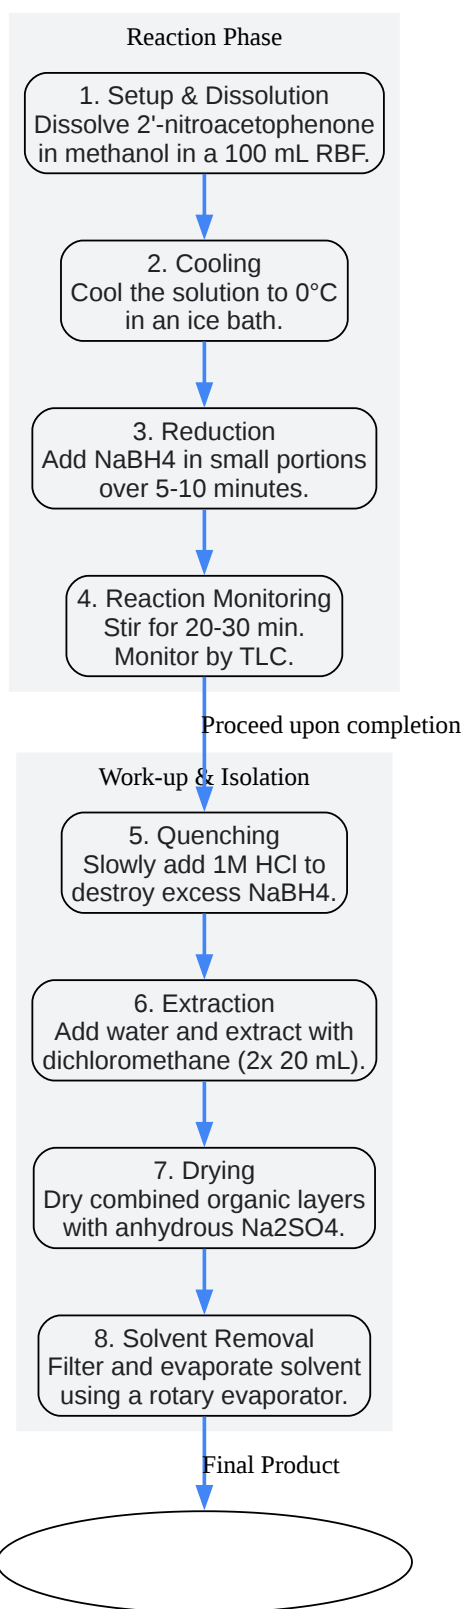 Reaction Phase
1. Setup & Dissolution
Dissolve 2'-nitroacetophenone
in methanol in a 100 mL RBF.
2. Cooling
Cool the solution to 0°C
in an ice bath.
3. Reduction
Add NaBH4 in small portions
over 5-10 minutes.
4. Reaction Monitoring
Stir for 20-30 min.
Monitor by TLC.
Proceed upon completion
Work-up & Isolation
5. Quenching
Slowly add 1M HCl to
destroy excess NaBH4.
6. Extraction
Add water and extract with
dichloromethane (2x 20 mL).
7. Drying
Dry combined organic layers
with anhydrous Na2SO4.
8. Solvent Removal
Filter and evaporate solvent
using a rotary evaporator.
Final Product